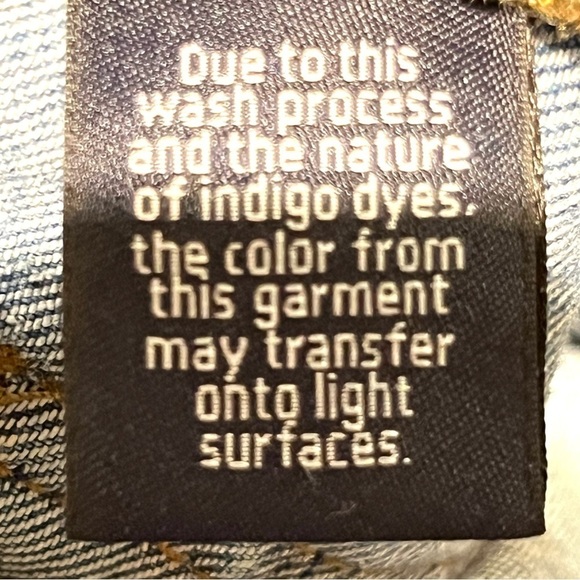 Due to this
wash process
and the nature
of indigo dyes,
the color from
this garment
may transfer
onto light
surfaces.